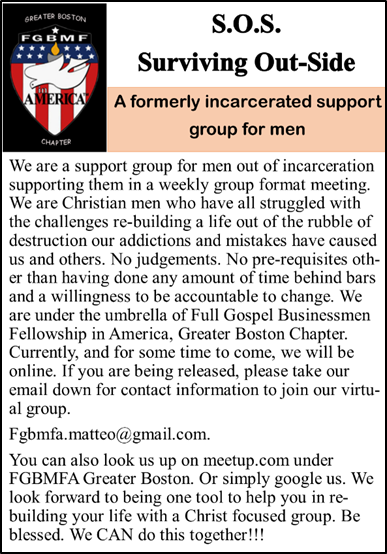 GREATER BOSTON
FGBMF
AMERICA
CHAPTER
S.O.S.
Surviving Out-Side
A formerly incarcerated support
group for men
We are a support group for men out of incarceration
supporting them in a weekly group format meeting.
We are Christian men who have all struggled with
the challenges re-building a life out of the rubble of
destruction our addictions and mistakes have caused
us and others. No judgements. No pre-requisites oth-
er than having done any amount of time behind bars
and a willingness to be accountable to change. We
are under the umbrella of Full Gospel Businessmen
Fellowship in America, Greater Boston Chapter.
Currently, and for some time to come, we will be
online. If you are being released, please take our
email down for contact information to join our virtu-
al group.
Fgbmfa.matteo@gmail.com.
You can also look us up on meetup.com under
FGBMFA Greater Boston. Or simply google us. We
look forward to being one tool to help you in re-
building your life with a Christ focused group. Be
blessed. We CAN do this together!!!